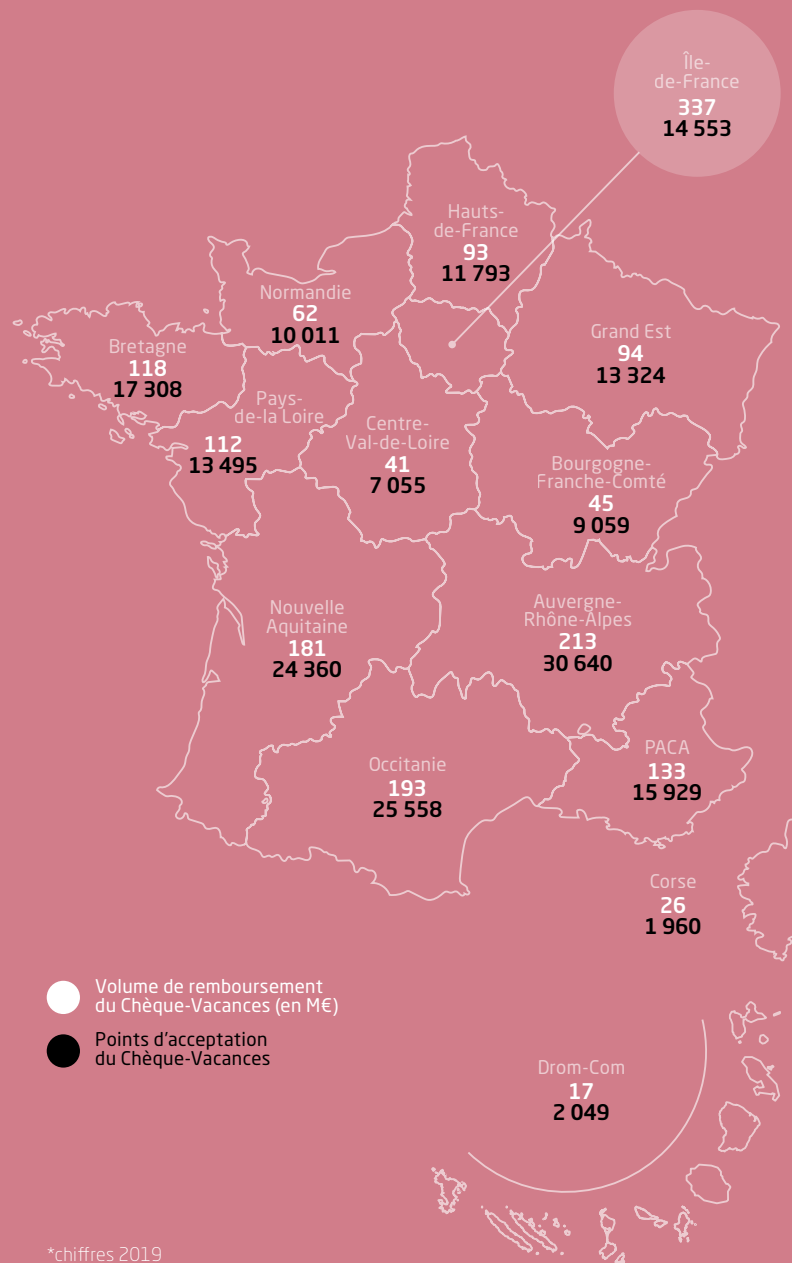 Île-
de-France
337
14 553
Hauts-
de-France
93
11 793
Normandie
62
10 011
Bretagne
118
17 308
Pays-
de-la Loire
112
13 495
Centre-
Val-de-Loire
41
7 055
Grand Est
94
13 324
Bourgogne-
Franche-Comté
45
9 059
Nouvelle
Aquitaine
181
24 360
Auvergne-
Rhône-Alpes
213
30 640
Occitanie
193
25 558
PACA
133
15 929
Corse
26
1 960
Volume de remboursement
du Chèque-Vacances (en M€)
Points d'acceptation
du Chèque-Vacances
Drom-Com
17
2 049
*chiffres 2019